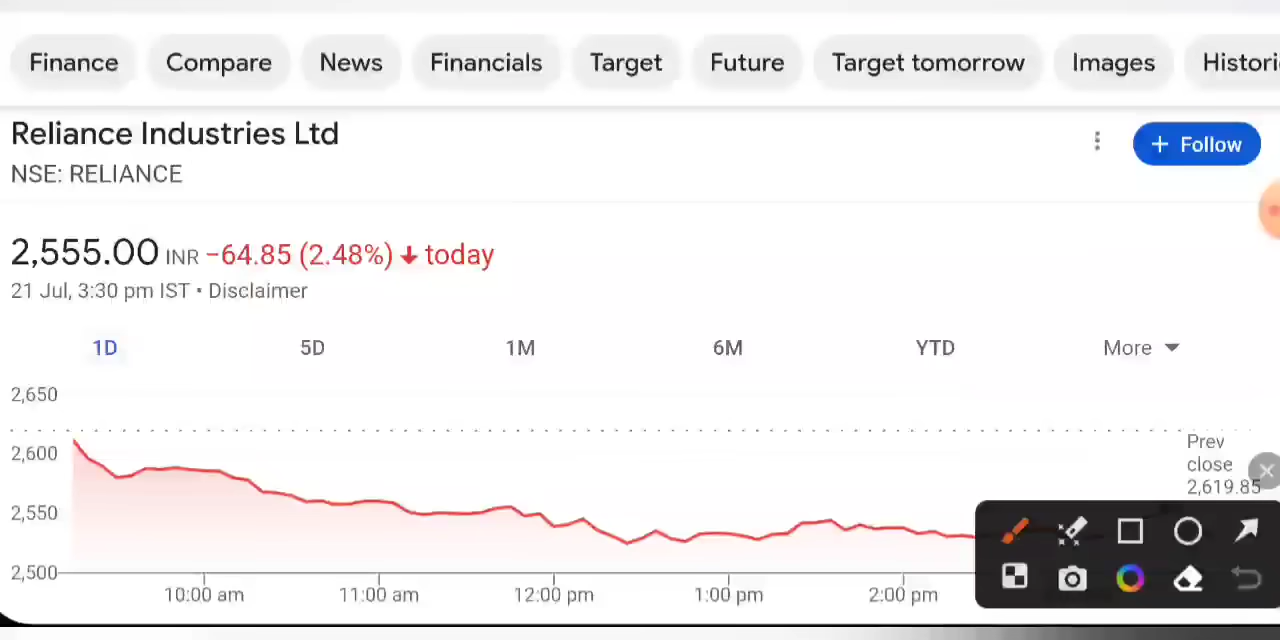 Finance Compare News Financials Target Future Target tomorrow Images Histori
Reliance Industries Ltd
+ Follow
NSE: RELIANCE
2,555.00 INR −64.85 (2.48%) ↓ today
21 Jul, 3:30 pm IST • Disclaimer
1D 5D 1M 6M YTD More
2,650
2,600
2,550
2,500
Prev
close
2,619.85
10:00 am 11:00 am 12:00 pm 1:00 pm 2:00 pm